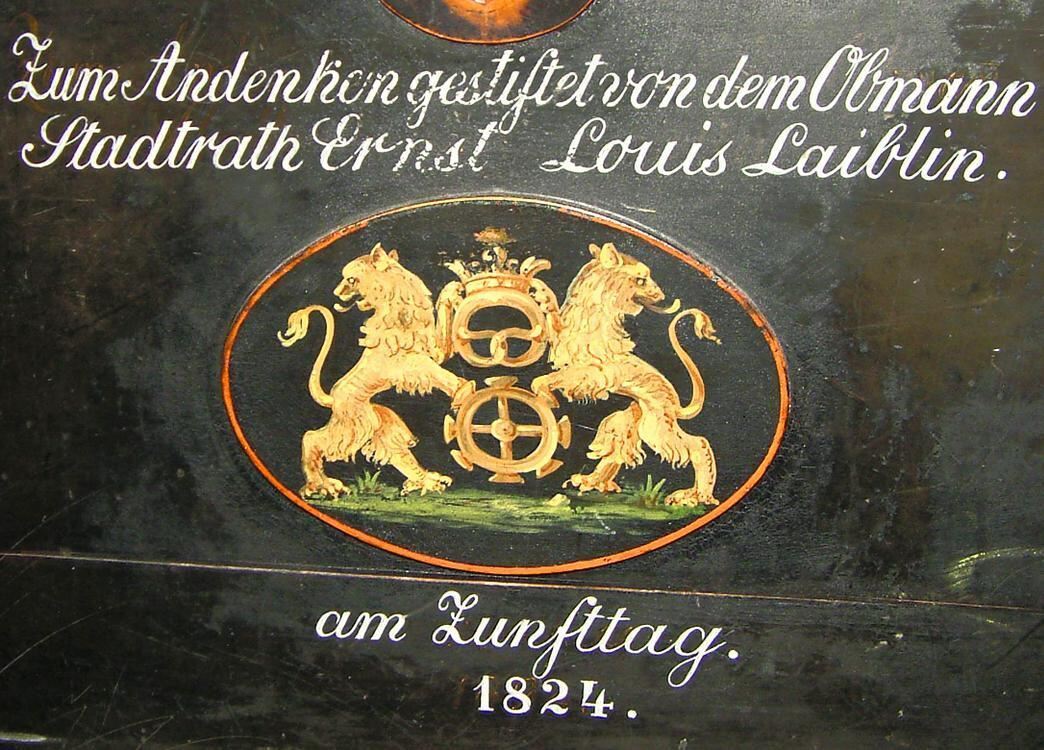 Zum Andenken gestiftet von dem Obmann
Stadtrath Ernst Louis Laiblin.
am Zunfttag.
1824.